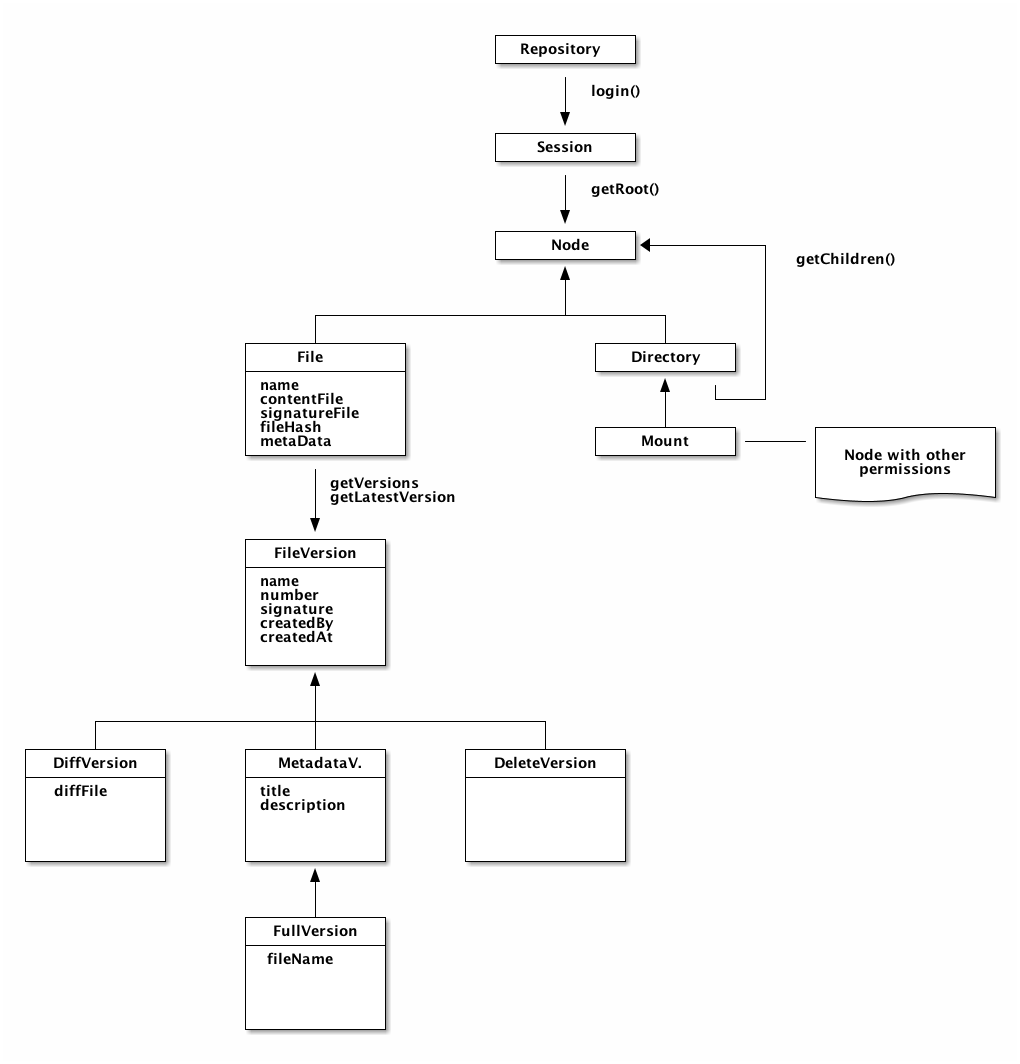 Repository
login()
Session
getRoot()
Node
getChildren()
File
name
contentFile
signatureFile
fileHash
metaData
Directory
Mount
Node with other
permissions
getVersions
getLatestVersion
FileVersion
name
number
signature
createdBy
createdAt
DiffVersion
diffFile
MetadataV.
title
description
DeleteVersion
FullVersion
fileName